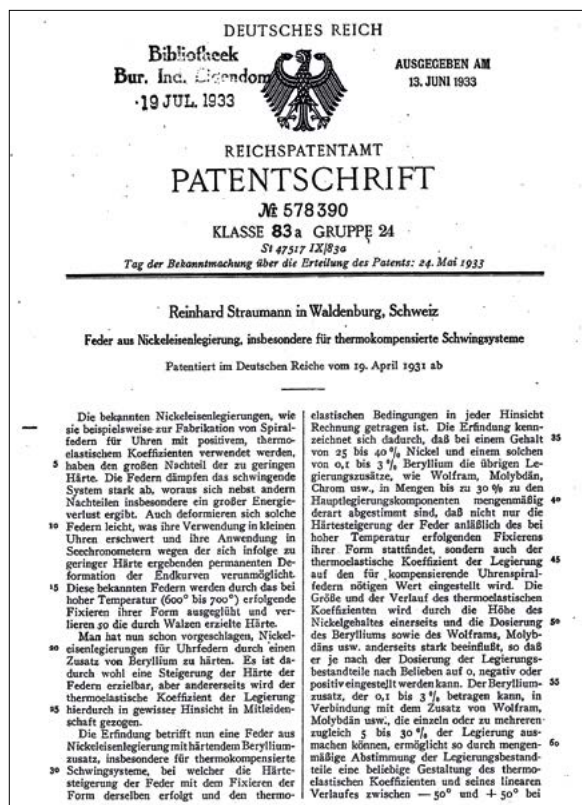 DEUTSCHES REICH
Bibliotheek
Bur. Ind. Eigendom
19 JUL. 1933
AUSGEGEBEN AM
13. JUNI 1933
REICHSPATENTAMT
PATENTSCHRIFT
№ 578390
KLASSE 83a GRUPPE 24
St 47517 IX/83a
Tag der Bekanntmachung über die Erteilung des Patents: 24. Mai 1933
Reinhard Straumann in Waldenburg, Schweiz
Feder aus Nickeleisenlegierung, insbesondere für thermokompensierte Schwingsysteme
Patentiert im Deutschen Reiche vom 19. April 1931 ab
Die bekannten Nickeleisenlegierungen, wie
sie beispielsweise zur Fabrikation von Spiral-
federn für Uhren mit positivem, thermo-
elastischem Koeffizienten verwendet werden,
5 haben den großen Nachteil der zu geringen
Härte. Die Federn dämpfen das schwingende
System stark ab, woraus sich nebst andern
Nachteilen insbesondere ein großer Energie-
verlust ergibt. Auch deformieren sich solche
10 Federn leicht, was ihre Verwendung in kleinen
Uhren erschwert und ihre Anwendung in
Seechronometern wegen der sich infolge zu
geringer Härte ergebenden permanenten De-
formation der Endkurven verunmöglicht.
15 Diese bekannten Federn werden durch das bei
hoher Temperatur (600° bis 700°) erfolgende
Fixieren ihrer Form ausgeglüht und ver-
lieren so die durch Walzen erzielte Härte.
Man hat nun schon vorgeschlagen, Nickel-
20 eisenlegierungen für Uhrfedern durch einen
Zusatz von Beryllium zu härten. Es ist da-
durch wohl eine Steigerung der Härte der
Federn erzielbar, aber andererseits wird der
thermoelastische Koeffizient der Legierung
25 hierdurch in gewisser Hinsicht in Mitleiden-
schaft gezogen.
Die Erfindung betrifft nun eine Feder aus
Nickeleisenlegierung mit härtendem Beryllium-
zusatz, insbesondere für thermokompensierte
30 Schwingsysteme, bei welcher die Härte-
steigerung der Feder mit dem Fixieren der
Form derselben erfolgt und den thermo-
elastischen Bedingungen in jeder Hinsicht
Rechnung getragen ist. Die Erfindung kenn-
zeichnet sich dadurch, daß bei einem Gehalt 35
von 25 bis 40 % Nickel und einem solchen
von 0,1 bis 3 % Beryllium die übrigen Le-
gierungszusätze, wie Wolfram, Molybdän,
Chrom usw., in Mengen bis zu 30 % zu den
Hauptlegierungskomponenten mengenmäßig 40
derart abgestimmt sind, daß nicht nur die
Härtesteigerung der Feder anläßlich des bei
hoher Temperatur erfolgenden Fixierens
ihrer Form stattfindet, sondern auch der
thermoelastische Koeffizient der Legierung 45
auf den für kompensierende Uhrenspiral-
federn nötigen Wert eingestellt wird. Die
Größe und der Verlauf des thermoelastischen
Koeffizienten wird durch die Höhe des
Nickelgehaltes einerseits und die Dosierung 50
des Berylliums sowie des Wolframs, Molyb-
däns usw. anderseits stark beeinflußt, so daß
er je nach der Dosierung der Legierungs-
bestandteile nach Belieben auf 0, negativ oder
positiv eingestellt werden kann. Der Beryllium- 55
zusatz, der 0,1 bis 3 % betragen kann, in
Verbindung mit dem Zusatz von Wolfram,
Molybdän usw., die einzeln oder zu mehreren
zugleich 5 bis 30 % der Legierung aus-
machen können, ermöglicht so durch mengen- 60
mäßige Abstimmung der Legierungsbestand-
teile eine beliebige Gestaltung des thermo-
elastischen Koeffizienten und seines linearen
Verlaufes zwischen — 50° und + 50° bei